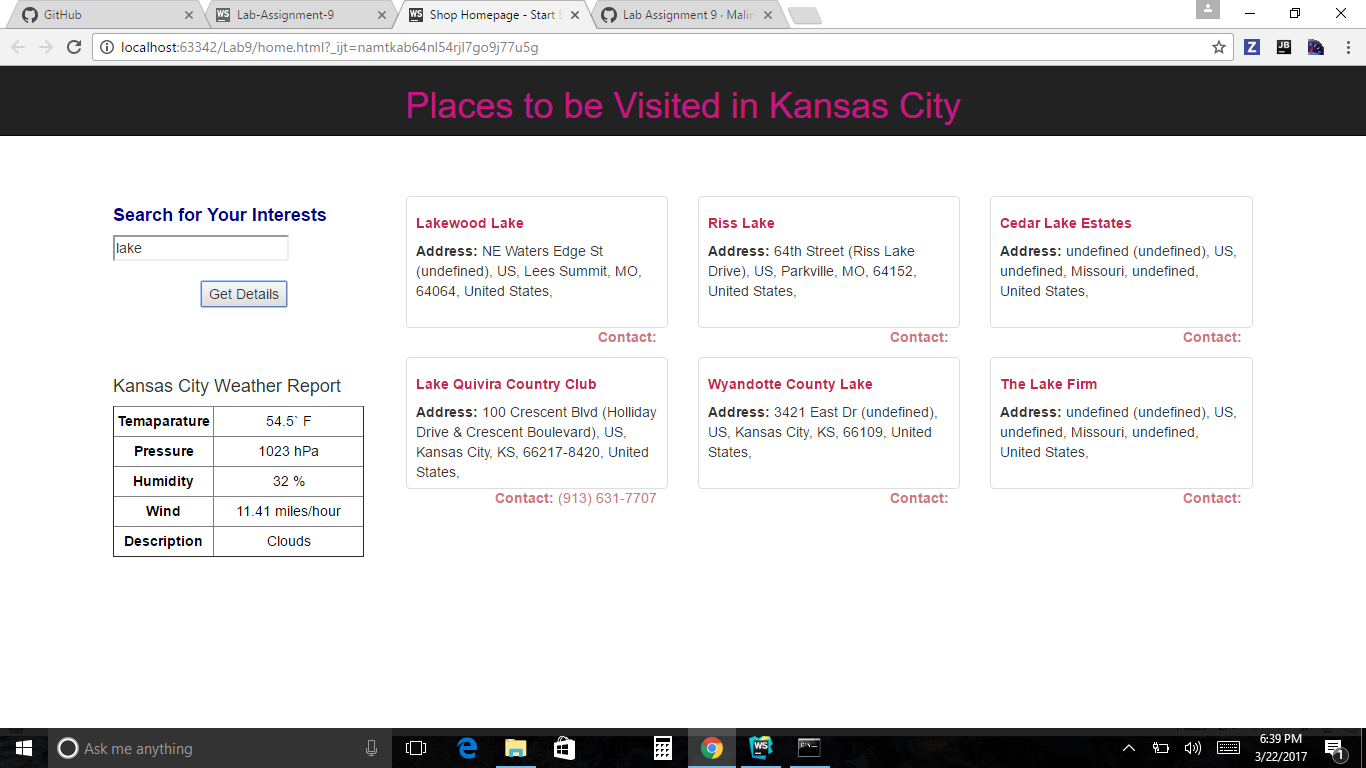 GitHub
Lab-Assignment-9
Shop Homepage - Start
Lab Assignment 9 · Malin
localhost:63342/Lab9/home.html?_ijt=namtkab64nl54rjl7go9j77u5g
Places to be Visited in Kansas City
Search for Your Interests
lake
Get Details
Kansas City Weather Report
Temaparature 54.5` F
Pressure 1023 hPa
Humidity 32 %
Wind 11.41 miles/hour
Description Clouds
Lakewood Lake
Address: NE Waters Edge St
(undefined), US, Lees Summit, MO,
64064, United States,
Contact:
Riss Lake
Address: 64th Street (Riss Lake
Drive), US, Parkville, MO, 64152,
United States,
Contact:
Cedar Lake Estates
Address: undefined (undefined), US,
undefined, Missouri, undefined,
United States,
Contact:
Lake Quivira Country Club
Address: 100 Crescent Blvd (Holliday
Drive & Crescent Boulevard), US,
Kansas City, KS, 66217-8420, United
States,
Contact: (913) 631-7707
Wyandotte County Lake
Address: 3421 East Dr (undefined),
US, Kansas City, KS, 66109, United
States,
Contact:
The Lake Firm
Address: undefined (undefined), US,
undefined, Missouri, undefined,
United States,
Contact:
Ask me anything
6:39 PM
3/22/2017
1